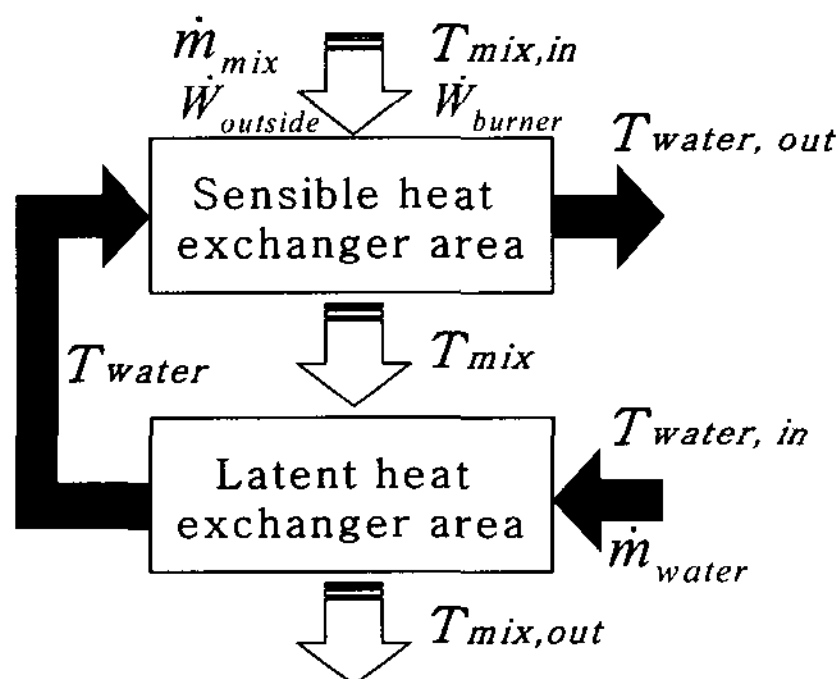 ṁmix Tmix,in
Ẇoutside Ẇburner
Twater, out
Sensible heat
exchanger area
Twater
Tmix
Twater, in
Latent heat
exchanger area
ṁwater
Tmix,out